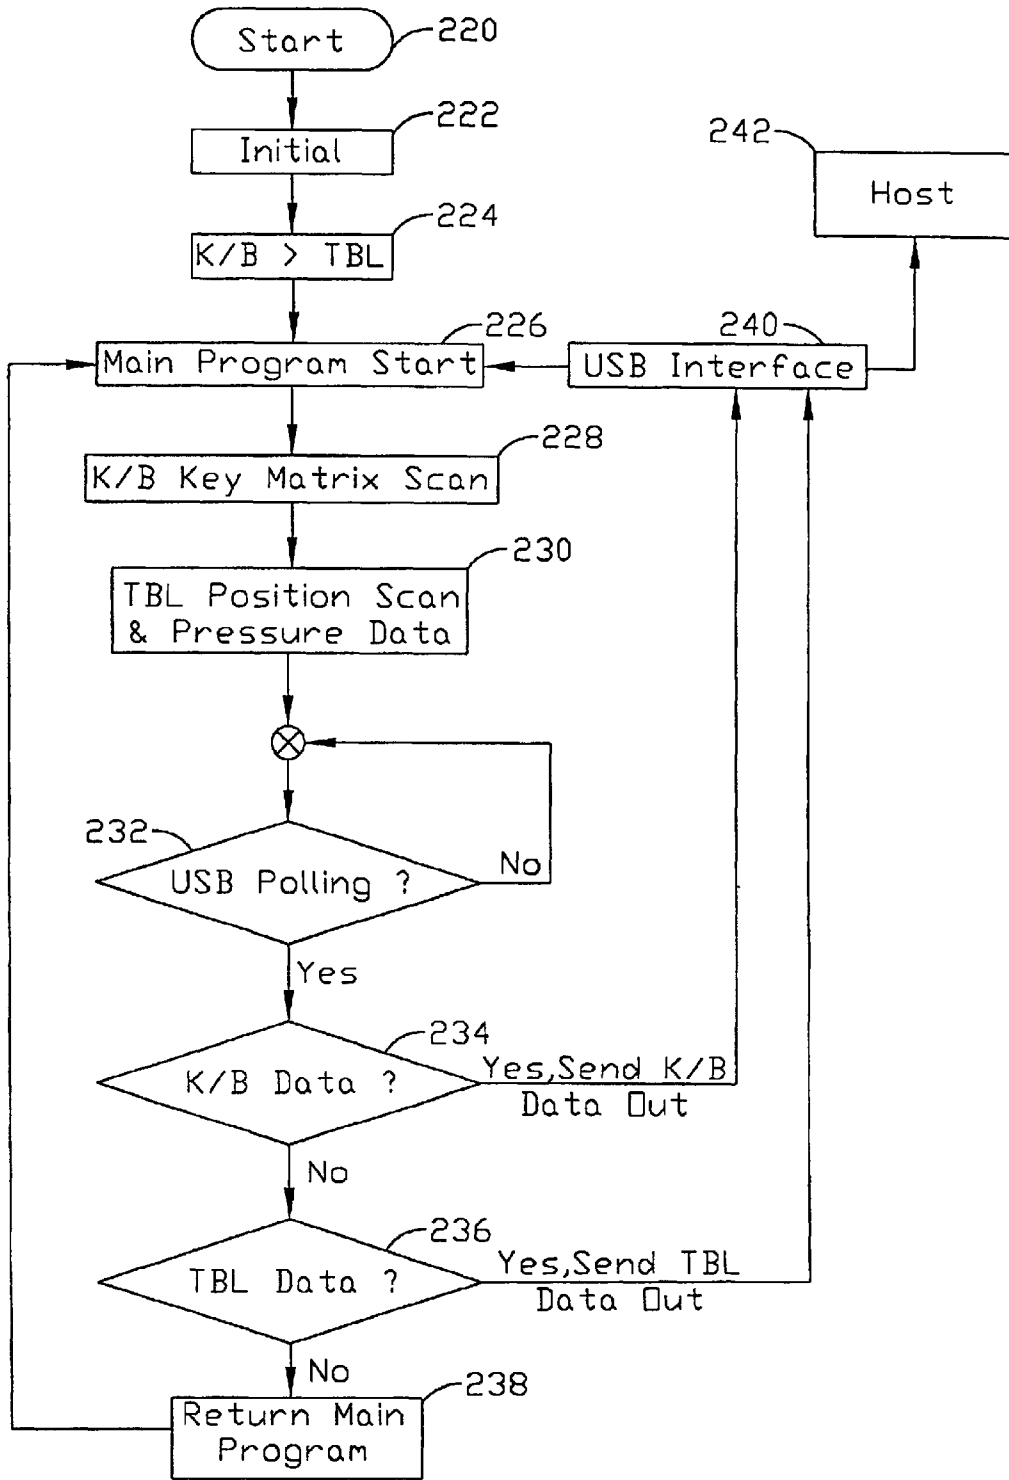 Start
220
222
Initial
242
Host
224
K/B > TBL
226
240
Main Program Start
USB Interface
228
K/B Key Matrix Scan
230
TBL Position Scan
& Pressure Data
232
No
USB Polling ?
Yes
234
K/B Data ?
Yes,Send K/B
Data Out
No
236
TBL Data ?
Yes,Send TBL
Data Out
No
238
Return Main
Program